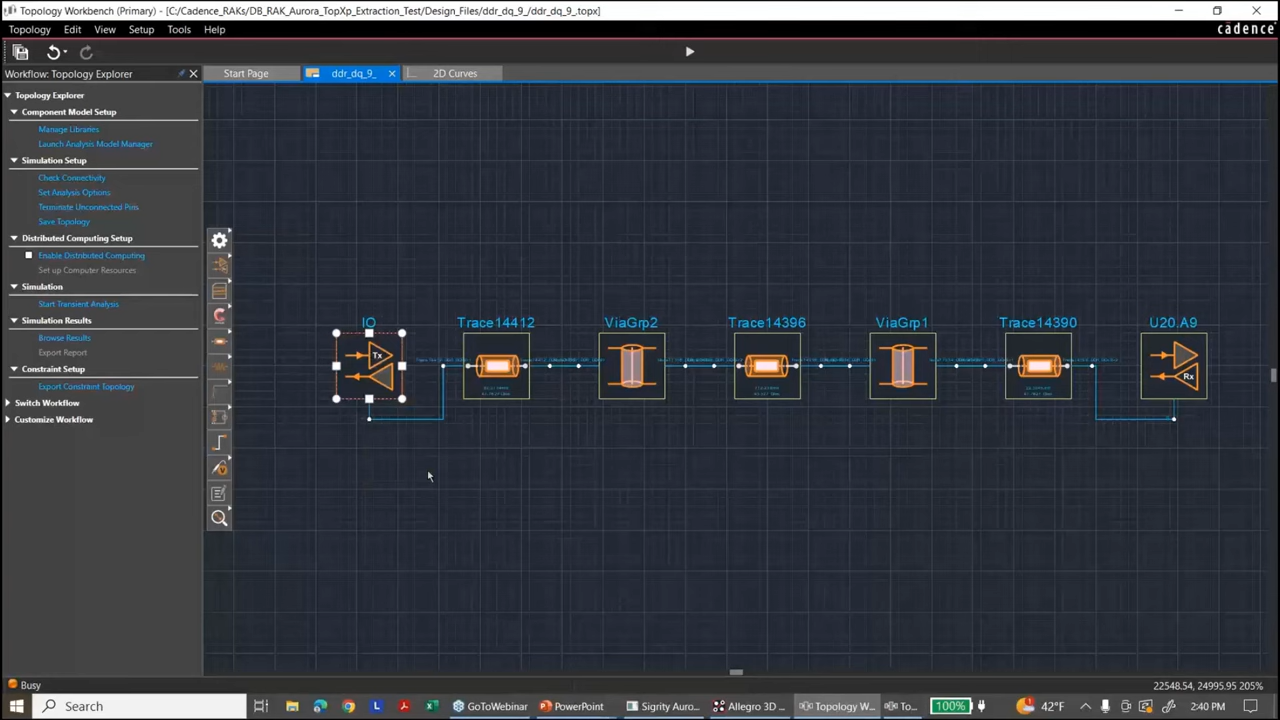 Topology Workbench (Primary) - [C:/Cadence_RAKs/DB_RAK_Aurora_TopXp_Extraction_Test/Design_Files/ddr_dq_9_/ddr_dq_9_.topx]
Topology Edit View Setup Tools Help
cādence
Workflow: Topology Explorer
Start Page
ddr_dq_9_
2D Curves
Topology Explorer
Component Model Setup
Manage Libraries
Launch Analysis Model Manager
Simulation Setup
Check Connectivity
Set Analysis Options
Terminate Unconnected Pins
Save Topology
Distributed Computing Setup
Enable Distributed Computing
Set up Computer Resources
Simulation
Start Transient Analysis
Simulation Results
Browse Results
Export Report
Constraint Setup
Export Constraint Topology
Switch Workflow
Customize Workflow
IO
Trace14412
ViaGrp2
Trace14396
ViaGrp1
Trace14390
U20.A9
Tx
Rx
Busy
22548.54, 24995.95 205%
Search
GoToWebinar
PowerPoint
Sigrity Auro...
Allegro 3D ...
Topology W...
To...
100%
42°F
2:40 PM